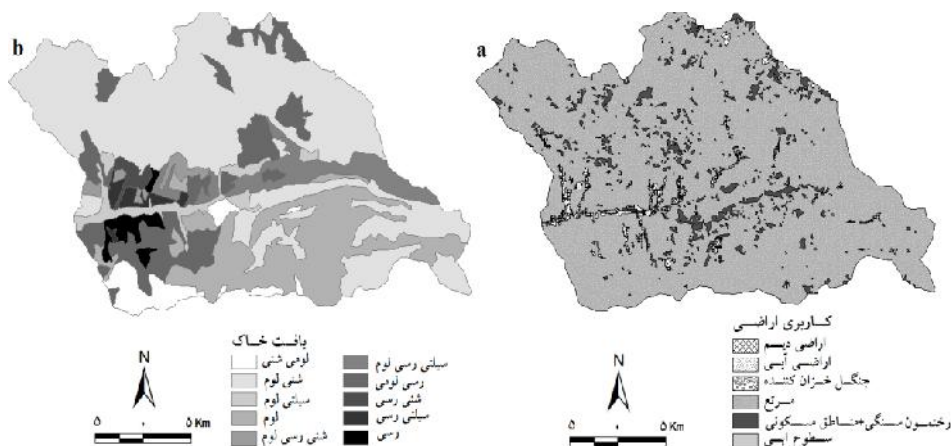 b
a
بافت خاک
لومی شنی
شنی لوم
سیلتی لوم
لوم
شنی رسی لوم
سیلتی رسی لوم
رسی لومی
شنی رسی
سیلتی رسی
رسی
N
5 0 5 Km
کاربری اراضی
اراضی دیم
اراضی آبی
جنگل خزان کننده
مرتع
سنگی+مناطق مسکونی
سطوح آبی
N
5 0 5 Km